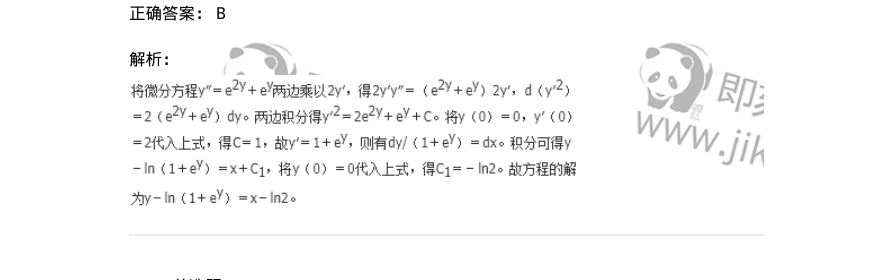 正确答案： B
解析：
将微分方程y″＝e2y＋ey两边乘以2y′，得2y′y″＝（e2y＋ey）2y′，d（y′2）
＝2（e2y＋ey）dy。两边积分得y′2＝2e2y＋ey＋C。将y（0）＝0，y′（0）
＝2代入上式，得C＝1，故y′＝1＋ey，则有dy/（1＋ey）＝dx。积分可得y
－ln（1＋ey）＝x＋C1，将y（0）＝0代入上式，得C1＝－ln2。故方程的解
为y－ln（1＋ey）＝x－ln2。
www.jik